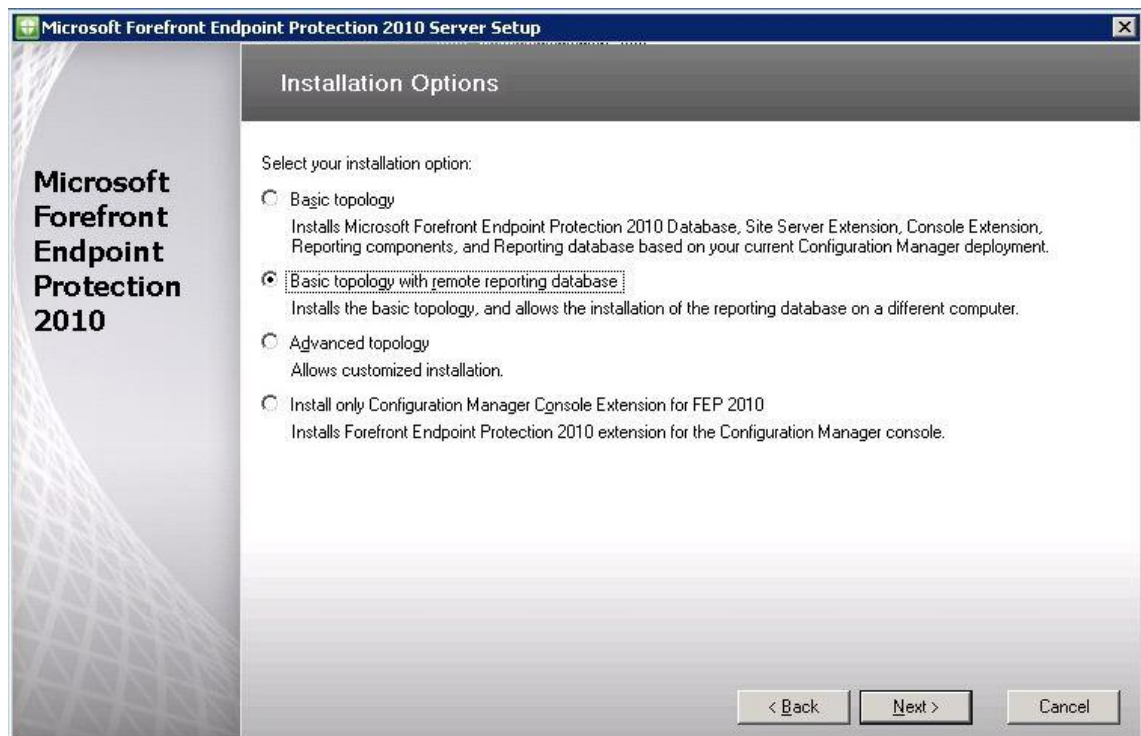 Microsoft Forefront Endpoint Protection 2010 Server Setup
Installation Options
Microsoft
Forefront
Endpoint
Protection
2010
Select your installation option:
Basic topology
Installs Microsoft Forefront Endpoint Protection 2010 Database, Site Server Extension, Console Extension,
Reporting components, and Reporting database based on your current Configuration Manager deployment.
Basic topology with remote reporting database
Installs the basic topology, and allows the installation of the reporting database on a different computer.
Advanced topology
Allows customized installation.
Install only Configuration Manager Console Extension for FEP 2010
Installs Forefront Endpoint Protection 2010 extension for the Configuration Manager console.
< Back
Next >
Cancel